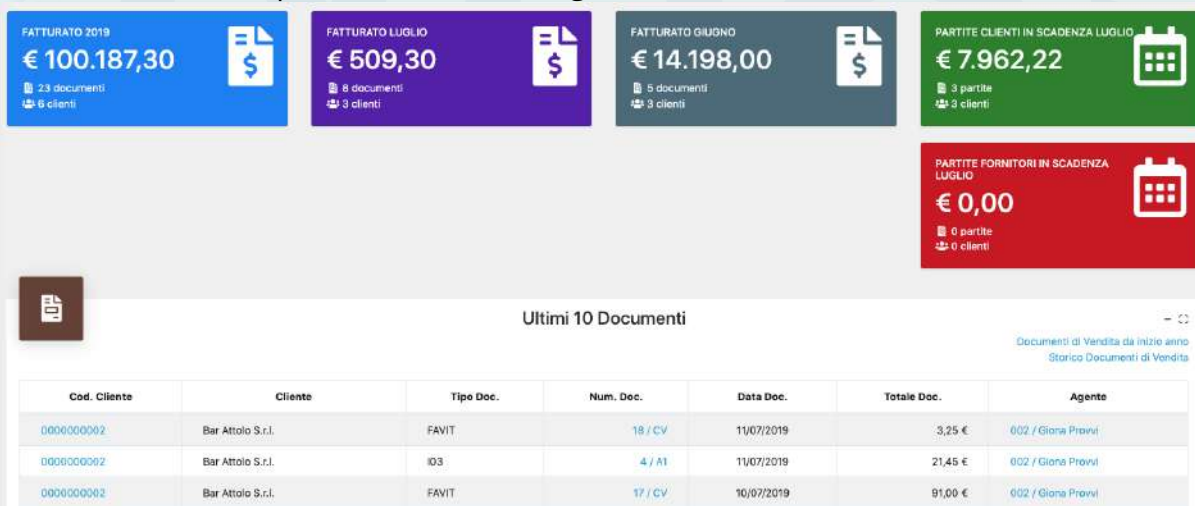 FATTURATO 2019
€ 100.187,30
23 documenti
6 clienti
FATTURATO LUGLIO
€ 509,30
8 documenti
3 clienti
FATTURATO GIUGNO
€ 14.198,00
5 documenti
3 clienti
PARTITE CLIENTI IN SCADENZA LUGLIO
€ 7.962,22
3 partite
3 clienti
PARTITE FORNITORI IN SCADENZA
LUGLIO
€ 0,00
0 partite
0 clienti
Ultimi 10 Documenti
Documenti di Vendita da inizio anno
Storico Documenti di Vendita
Cod. Cliente Cliente Tipo Doc. Num. Doc. Data Doc. Totale Doc. Agente
0000000002 Bar Attolo S.r.l. FAVIT 18 / CV 11/07/2019 3,25 € 002 / Giona Provvi
0000000002 Bar Attolo S.r.l. I03 4 / A1 11/07/2019 21,45 € 002 / Giona Provvi
0000000002 Bar Attolo S.r.l. FAVIT 17 / CV 10/07/2019 91,00 € 002 / Giona Provvi